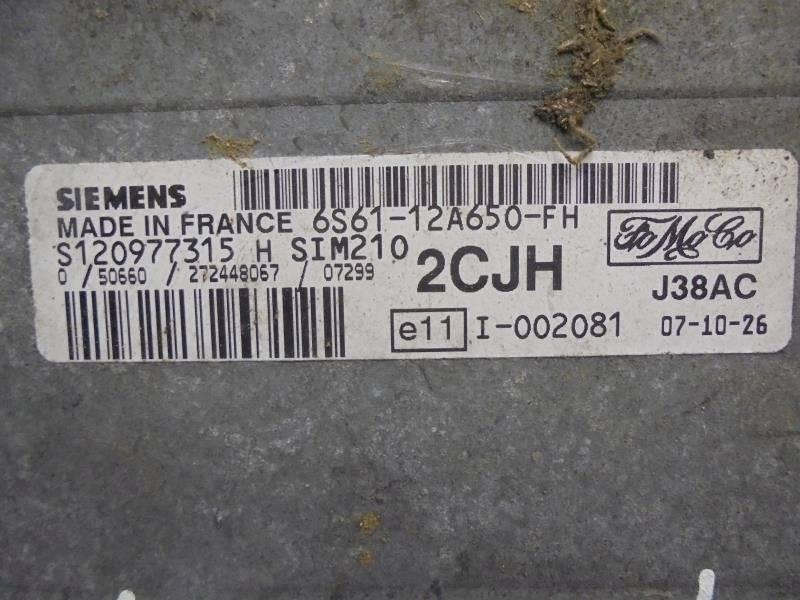 SIEMENS
MADE IN FRANCE 6S61-12A650-FH
FoMoCo
S120977315 H SIM210
0 / 50660 / 272448067 / 07299
2CJH
J38AC
e11 I-002081 07-10-26